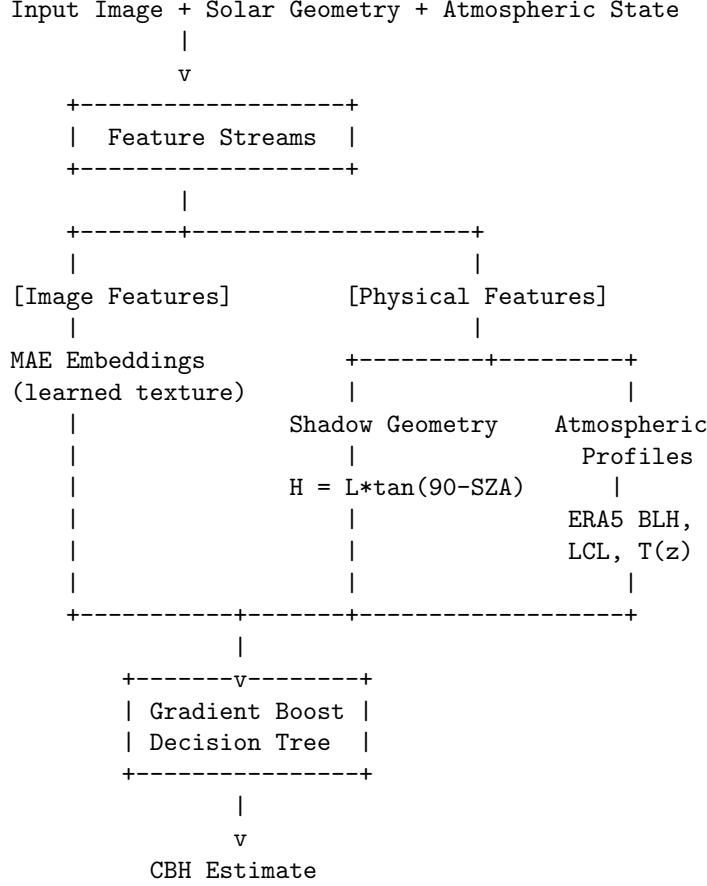 Input Image + Solar Geometry + Atmospheric State
|
v
+-------------------+
| Feature Streams |
+-------------------+
|
+-------+--------------------+
| |
[Image Features] [Physical Features]
| |
MAE Embeddings +---------+---------+
(learned texture) | |
| Shadow Geometry Atmospheric
| | Profiles
| H = L*tan(90-SZA) |
| | ERA5 BLH,
| | LCL, T(z)
| | |
+-----------+-------+-------------------+
|
+-------v--------+
| Gradient Boost |
| Decision Tree |
+----------------+
|
v
CBH Estimate